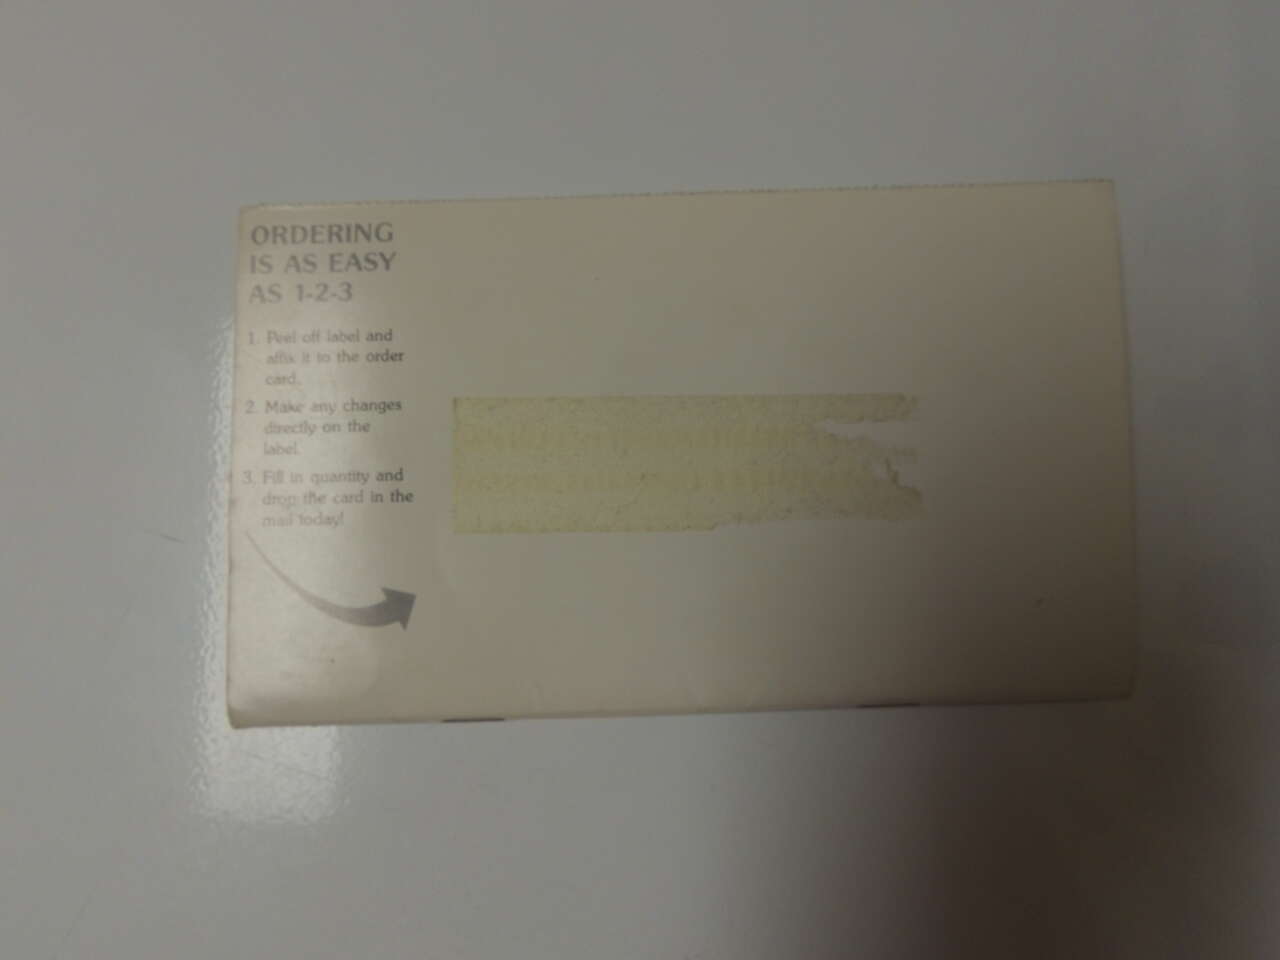 ORDERING
IS AS EASY
AS 1-2-3
1. Peel off label and
affix it to the order
card.
2. Make any changes
directly on the
label.
3. Fill in quantity and
drop the card in the
mail today!